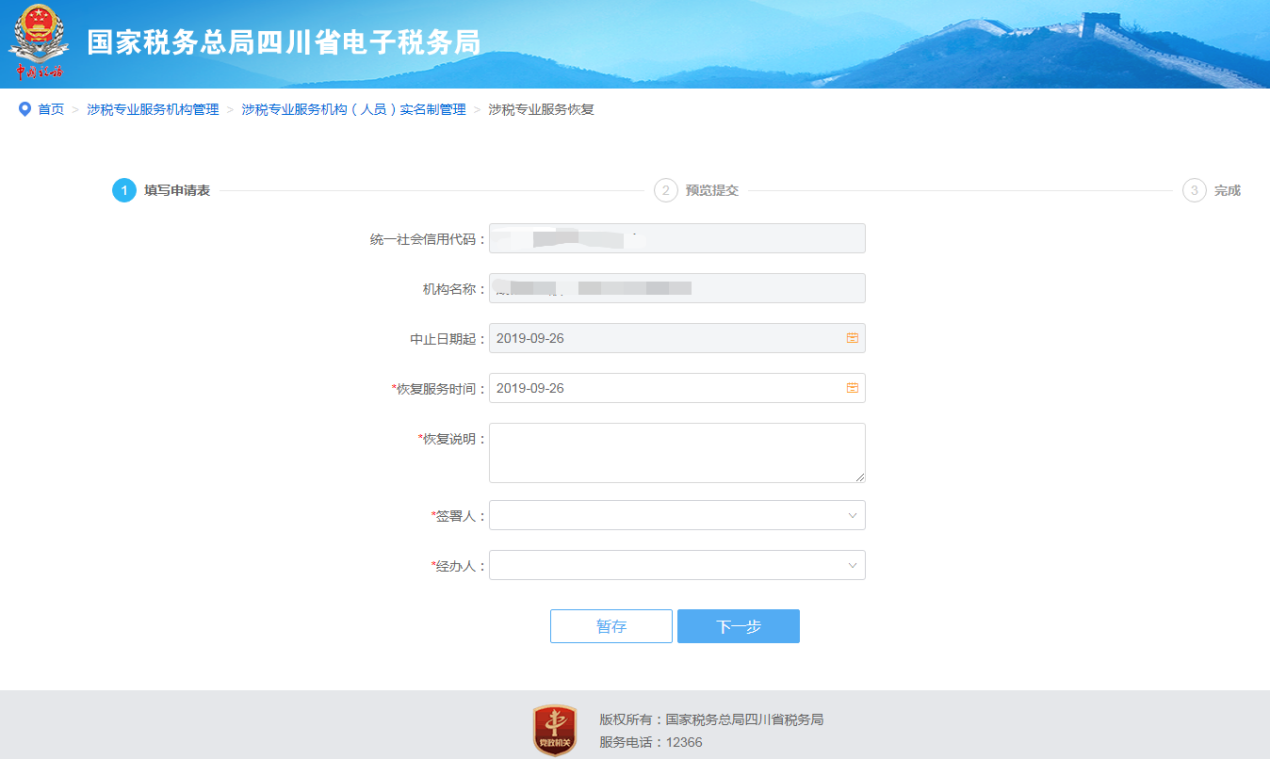 国家税务总局四川省电子税务局
中国税务
首页 > 涉税专业服务机构管理 > 涉税专业服务机构（人员）实名制管理 > 涉税专业服务恢复
1 填写申请表 2 预览提交 3 完成
统一社会信用代码：
机构名称：
中止日期起： 2019-09-26
*恢复服务时间： 2019-09-26
*恢复说明：
*签署人：
*经办人：
暂存 下一步
党政机关
版权所有：国家税务总局四川省税务局
服务电话：12366